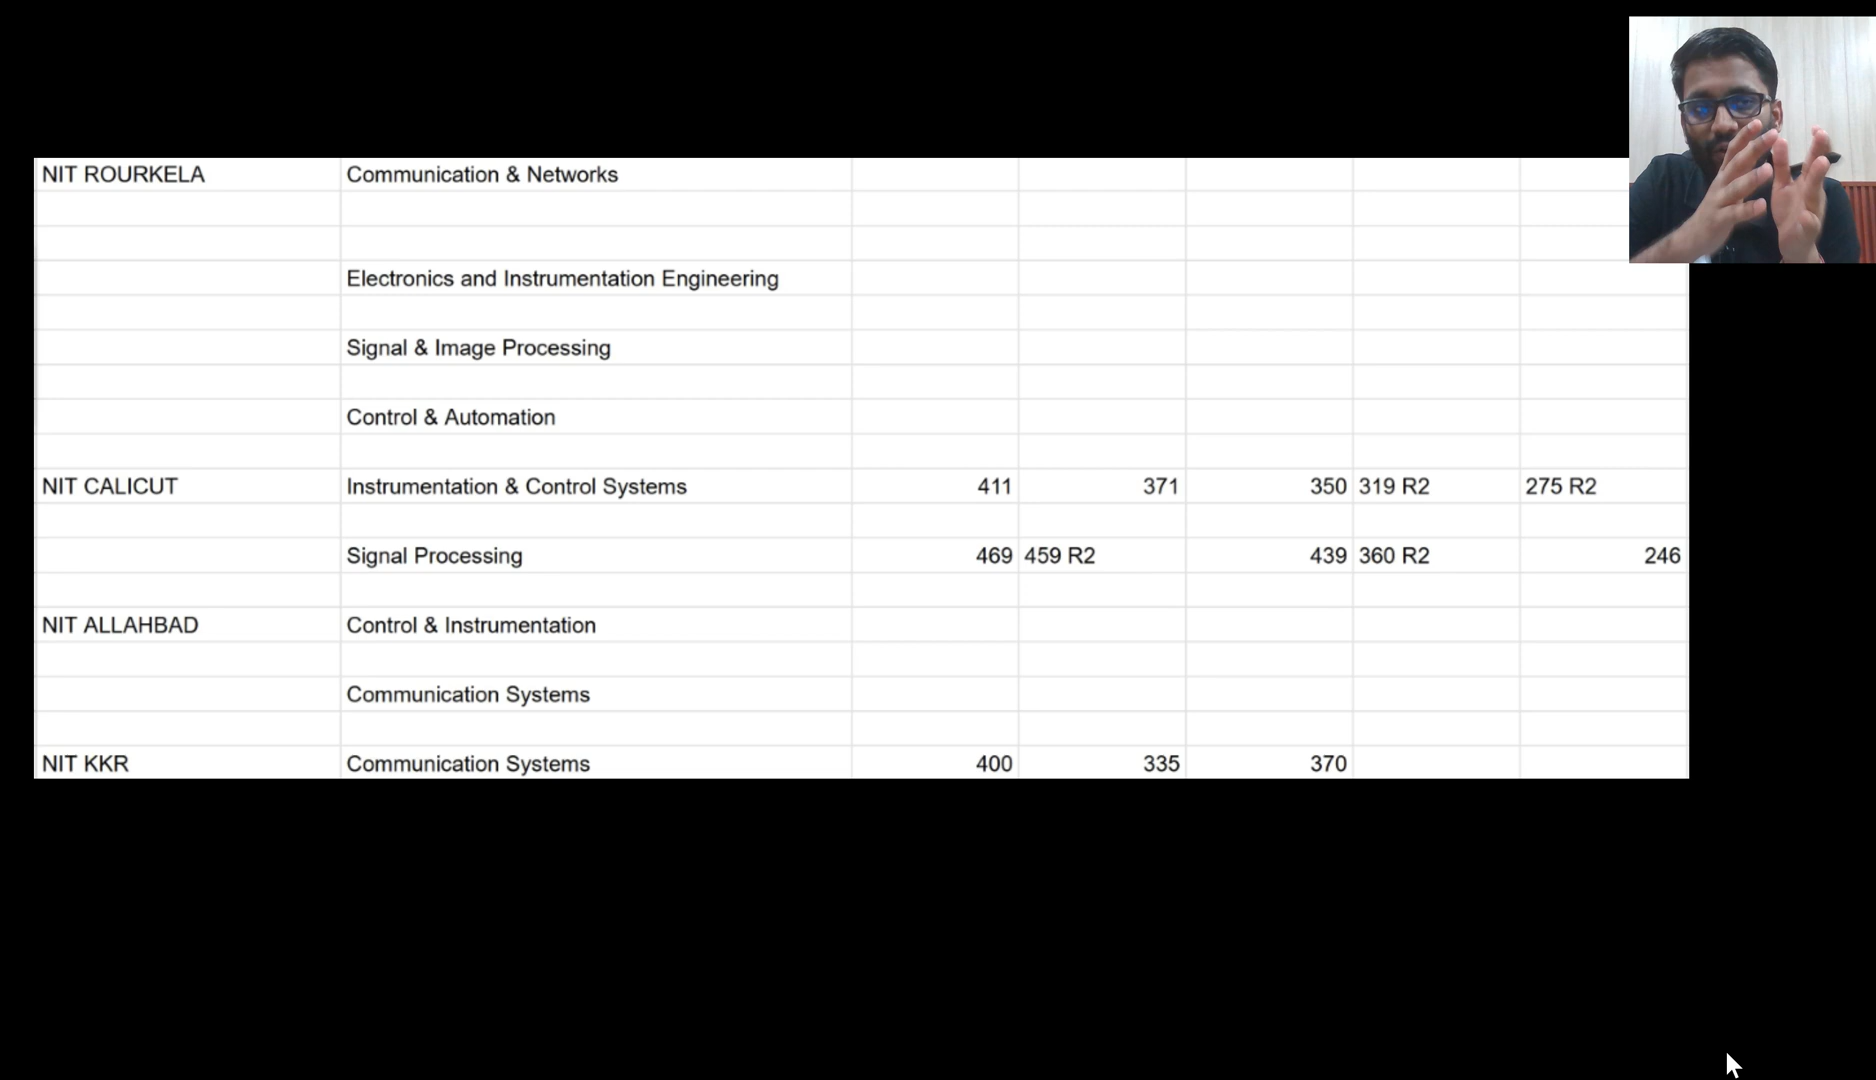 NIT ROURKELA Communication & Networks
Electronics and Instrumentation Engineering
Signal & Image Processing
Control & Automation
NIT CALICUT Instrumentation & Control Systems 411 371 350 319 R2 275 R2
Signal Processing 469 459 R2 439 360 R2 246
NIT ALLAHBAD Control & Instrumentation
Communication Systems
NIT KKR Communication Systems 400 335 370